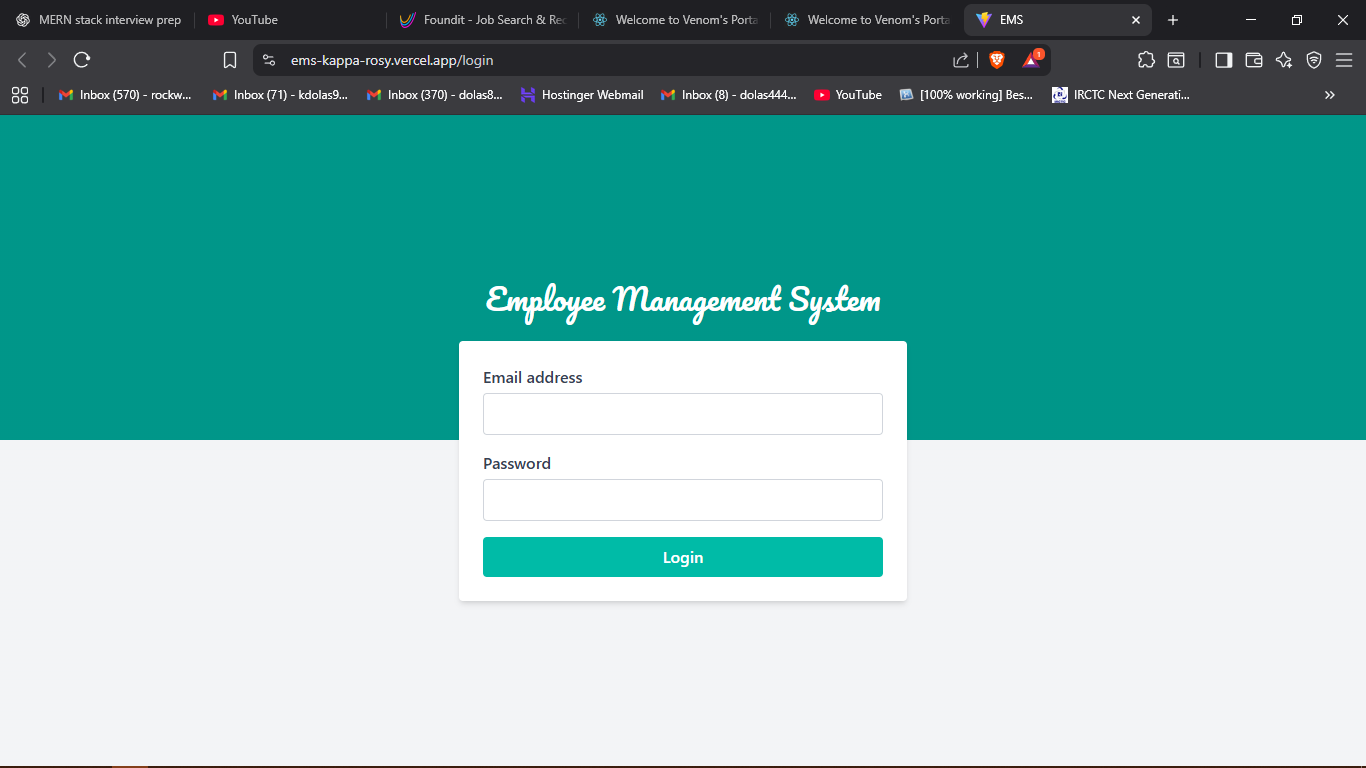 MERN stack interview prep
YouTube
Foundit - Job Search & Rec
Welcome to Venom's Porta
Welcome to Venom's Porta
EMS
ems-kappa-rosy.vercel.app/login
1
Inbox (570) - rockw...
Inbox (71) - kdolas9...
Inbox (370) - dolas8...
Hostinger Webmail
Inbox (8) - dolas444...
YouTube
[100% working] Bes...
IRCTC Next Generati...
Employee Management System
Email address
Password
Login